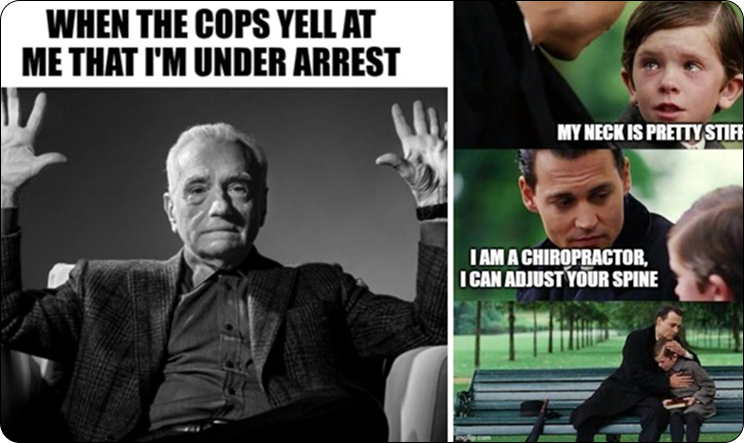 WHEN THE COPS YELL AT
ME THAT I'M UNDER ARREST
MY NECK IS PRETTY STIFF
I AM A CHIROPRACTOR,
I CAN ADJUST YOUR SPINE
imgflip.com